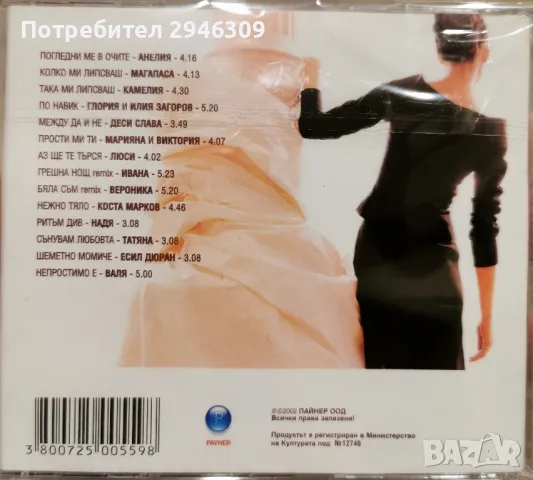 Потребител 2946309
ПОГЛЕДНИ МЕ В ОЧИТЕ - АНЕЛИЯ - 4.16
КОЛКО МИ ЛИПСВАШ - МАГАПАСА - 4.13
ТАКА МИ ЛИПСВАШ - КАМЕЛИЯ - 4.30
ПО НАВИК - ГЛОРИЯ И ИЛИЯ ЗАГОРОВ - 5.20
МЕЖДУ ДА И НЕ - ДЕСИ СЛАВА - 3.49
ПРОСТИ МИ ТИ - МАРИЯНА И ВИКТОРИЯ - 4.07
АЗ ЩЕ ТЕ ТЪРСЯ - ЛЮСИ - 4.02
ГРЕШНА НОЩ remix - ИВАНА - 5.23
БЯЛА СЪМ remix - ВЕРОНИКА - 5.20
НЕЖНО ТЯЛО - КОСТА МАРКОВ - 4.46
РИТЪМ ДИВ - НАДЯ - 3.08
СЪНУВАМ ЛЮБОВТА - ТАТЯНА - 3.08
ШЕМЕТНО МОМИЧЕ - ЕСИЛ ДЮРАН - 3.08
НЕПРОСТИМО Е - ВАЛЯ - 5.00
3 800725 005598
P
PAYNER
℗©2002 ПАЙНЕР ООД
Всички права запазени!
Продуктът е регистриран в Министерство
на Културата под №12746
BAZAR